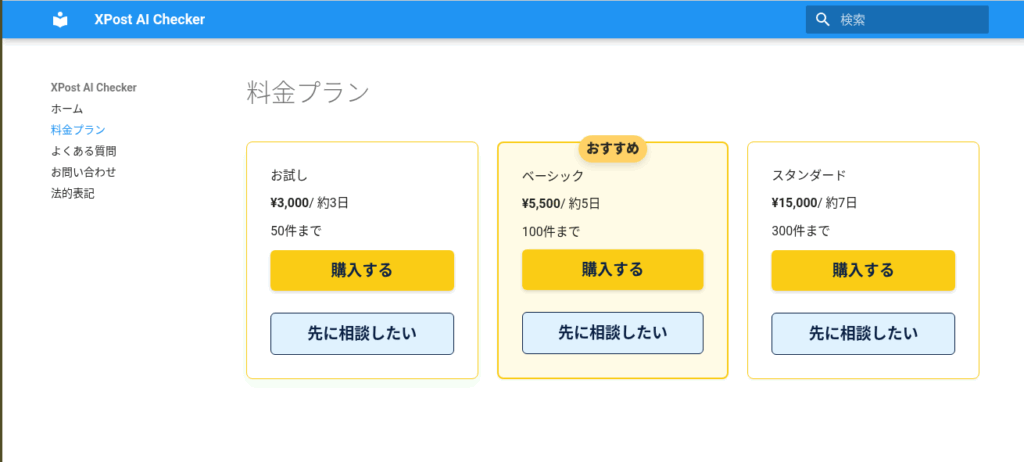 XPost AI Checker
検索
XPost AI Checker
ホーム
料金プラン
よくある質問
お問い合わせ
法的表記
料金プラン
お試し
¥3,000/ 約3日
50件まで
購入する
先に相談したい
おすすめ
ベーシック
¥5,500/ 約5日
100件まで
購入する
先に相談したい
スタンダード
¥15,000/ 約7日
300件まで
購入する
先に相談したい